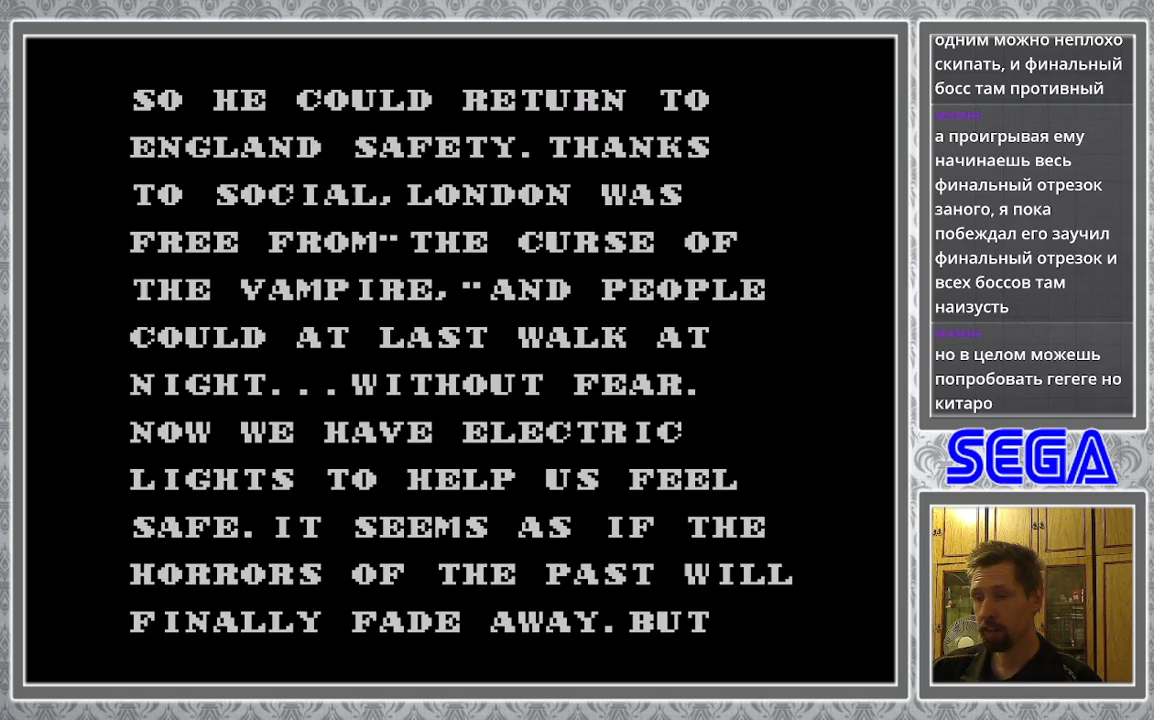 SO HE COULD RETURN TO
ENGLAND SAFETY. THANKS
TO SOCIAL, LONDON WAS
FREE FROM" THE CURSE OF
THE VAMPIRE, "AND PEOPLE
COULD AT LAST WALK AT
NIGHT...WITHOUT FEAR.
NOW WE HAVE ELECTRIC
LIGHTS TO HELP US FEEL
SAFE. IT SEEMS AS IF THE
HORRORS OF THE PAST WILL
FINALLY FADE AWAY. BUT
одним можно неплохо
скипать, и финальный
босс там противный
а проигрывая ему
начинаешь весь
финальный отрезок
заного, я пока
побеждал его заучил
финальный отрезок и
всех боссов там
наизусть
но в целом можешь
попробовать гегеге но
китаро
SEGA